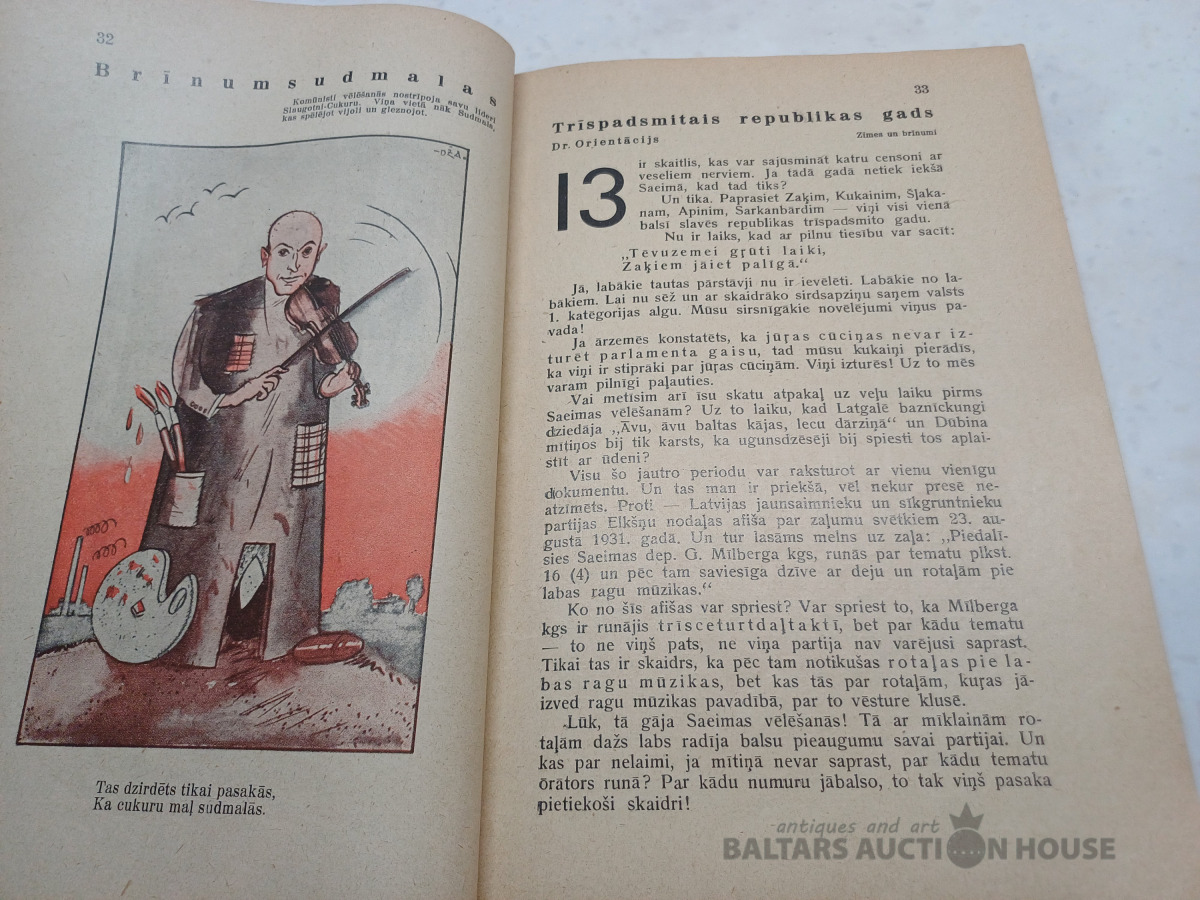 32
Brīnumsudmalas
Komūnisti vēlēšanās nostrīpoja savu līderi
Slaugotni-Cukuru. Viņa vietā nāk Sudmalis,
kas spēlējot vijoli un gleznojot.
Tas dzirdēts tikai pasakās,
Ka cukuru maļ sudmalās.
33
Trīspadsmitais republikas gads
Dr. Orientācijs
Zīmes un brīnumi
13 ir skaitlis, kas var sajūsmināt katru censoni ar
veseliem nerviem. Ja tādā gadā netiek iekšā
Saeimā, kad tad tiks?
Un tika. Paprasiet Zaķim, Kukainim, Šļaka-
nam, Apinim, Sarkanbārdim — viņi visi vienā
balsī slavēs republikas trīspadsmito gadu.
Nu ir laiks, kad ar pilnu tiesību var sacīt:
„Tēvuzemei gŗūti laiki,
Zaķiem jāiet palīgā.“
Jā, labākie tautas pārstāvji nu ir ievēlēti. Labākie no la-
bākiem. Lai nu sēž un ar skaidrāko sirdsapziņu saņem valsts
1. katēgorijas algu. Mūsu sirsnīgākie novēlējumi viņus pa-
vada!
Ja ārzemēs konstatēts, ka jūŗas cūciņas nevar iz-
turēt parlamenta gaisu, tad mūsu kukaiņi pierādīs,
ka viņi ir stiprāki par jūŗas cūciņām. Viņi izturēs! Uz to mēs
varam pilnīgi paļauties.
Vai metīsim arī īsu skatu atpakaļ uz veļu laiku pirms
Saeimas vēlēšanām? Uz to laiku, kad Latgalē baznīckungi
dziedāja „Āvu, āvu baltas kājas, lecu dārziņā“ un Dubina
mītiņos bij tik karsts, ka ugunsdzēsēji bij spiesti tos aplai-
stīt ar ūdeni?
Visu šo jautro periodu var raksturot ar vienu vienīgu
dokumentu. Un tas man ir priekšā, vēl nekur presē ne-
atzīmēts. Proti — Latvijas jaunsaimnieku un sīkgruntnieku
partijas Elkšņu nodaļas afiša par zaļumu svētkiem 23. au-
gustā 1931. gadā. Un tur lasāms melns uz zaļa: „Piedalī-
sies Saeimas dep. G. Mīlberga kgs, runās par tematu plkst.
16 (4) un pēc tam saviesīga dzīve ar deju un rotaļām pie
labas ragu mūzikas.“
Ko no šīs afišas var spriest? Var spriest to, ka Mīlberga
kgs ir runājis trīsceturtdaļtaktī, bet par kādu tematu
— to ne viņš pats, ne viņa partija nav varējusi saprast.
Tikai tas ir skaidrs, ka pēc tam notikušas rotaļas pie la-
bas ragu mūzikas, bet kas tās par rotaļām, kuŗas jā-
izved ragu mūzikas pavadībā, par to vēsture klusē.
Lūk, tā gāja Saeimas vēlēšanās! Tā ar mīklainām ro-
taļām dažs labs radīja balsu pieaugumu savai partijai. Un
kas par nelaimi, ja mītiņā nevar saprast, par kādu tematu
ōrātors runā? Par kādu numuru jābalso, to tak viņš pasaka
pietiekoši skaidri!
antiques and art
BALTARS AUCTION HOUSE